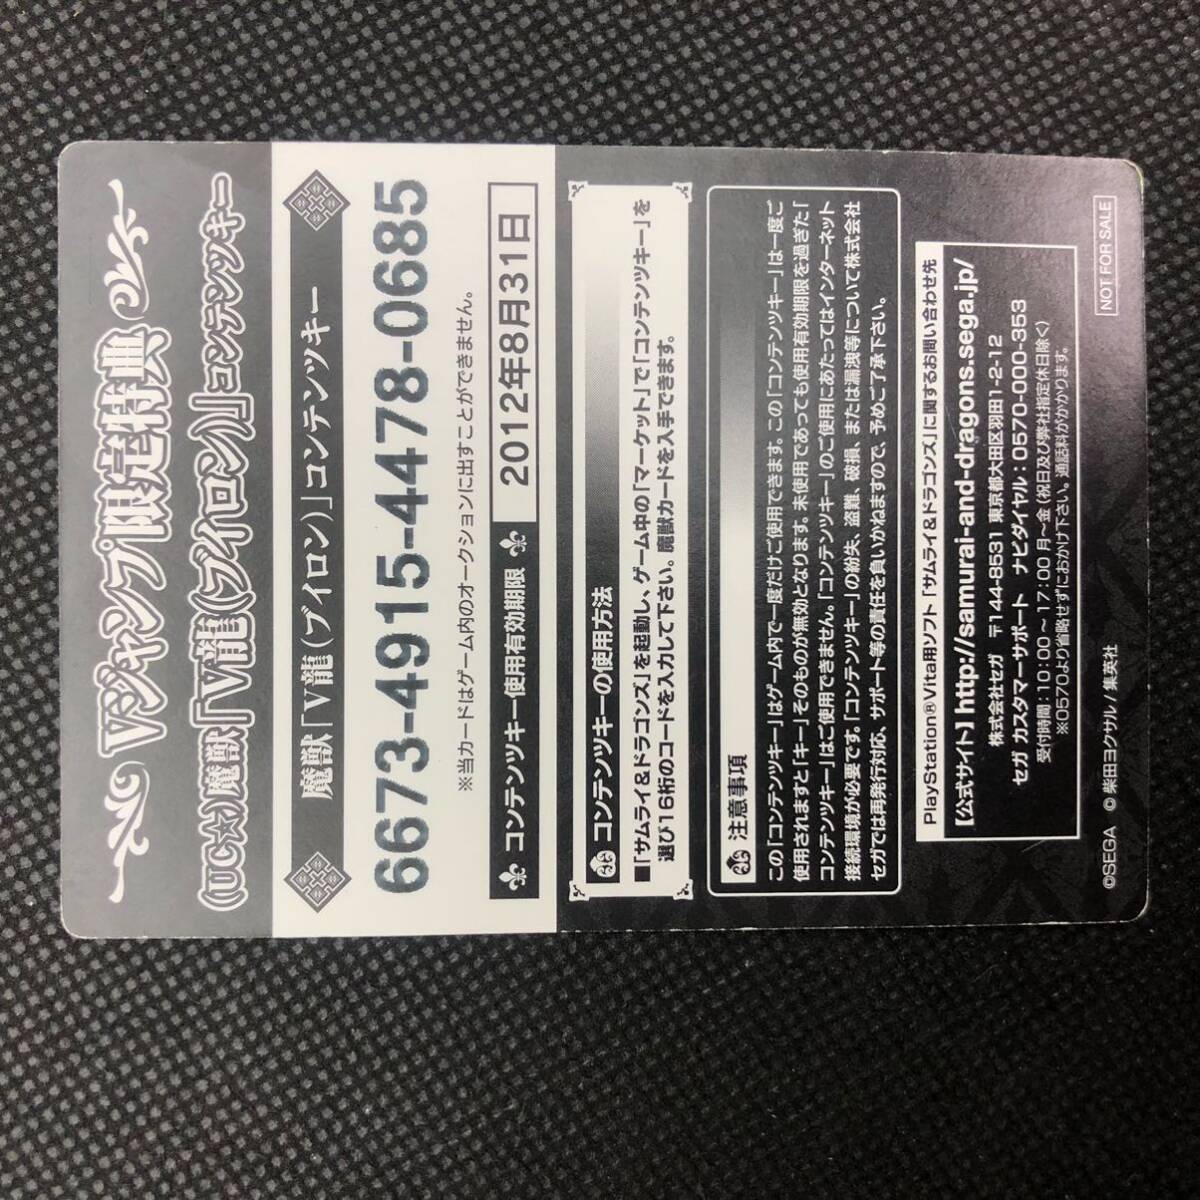 Vジャンプ限定特典
(UC★)魔獣「V龍(ブイロン)」コンテンツキー
魔獣「V龍(ブイロン)」コンテンツキー
6673-4915-4478-0685
※当カードはゲーム内のオークションに出すことができません。
コンテンツキー使用有効期限
2012年8月31日
コンテンツキーの使用方法
■「サムライ&ドラゴンズ」を起動し、ゲーム中の「マーケット」で「コンテンツキー」を
選び16桁のコードを入力して下さい。魔獣カードを入手できます。
注意事項
この「コンテンツキー」はゲーム内で一度だけご使用できます。この「コンテンツキー」は一度ご
使用されますと「キー」そのものが無効となります。未使用であっても使用有効期限を過ぎた「
コンテンツキー」はご使用できません。「コンテンツキー」のご使用にあたってはインターネット
接続環境が必要です。「コンテンツキー」の紛失、盗難、破損、または漏洩等について株式会社
セガでは再発行対応、サポート等の責任を負いかねますので、予めご了承下さい。
PlayStation®Vita用ソフト「サムライ&ドラゴンズ」に関するお問い合わせ先
【公式サイト】http://samurai-and-dragons.sega.jp/
株式会社セガ 〒144-8531 東京都大田区羽田1-2-12
セガ カスタマーサポート ナビダイヤル:0570-000-353
受付時間:10:00~17:00 月~金(祝日及び弊社指定休日除く)
※0570より省略せずにおかけ下さい。通話料がかかります。
©SEGA ©柴田ヨクサル/集英社
NOT FOR SALE